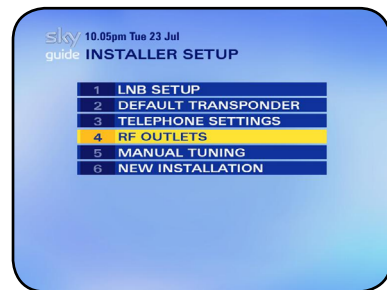 sky 10.05pm Tue 23 Jul
guide INSTALLER SETUP
1 LNB SETUP
2 DEFAULT TRANSPONDER
3 TELEPHONE SETTINGS
4 RF OUTLETS
5 MANUAL TUNING
6 NEW INSTALLATION